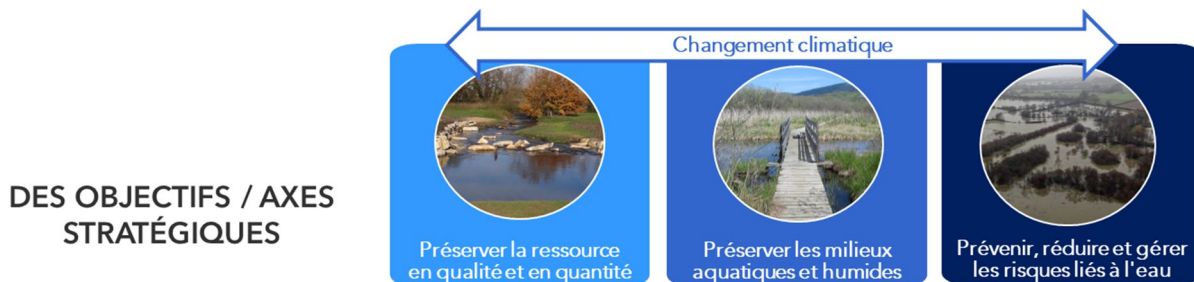 Changement climatique
DES OBJECTIFS / AXES
STRATÉGIQUES
Préserver la ressource
en qualité et en quantité
Préserver les milieux
aquatiques et humides
Prévenir, réduire et gérer
les risques liés à l'eau